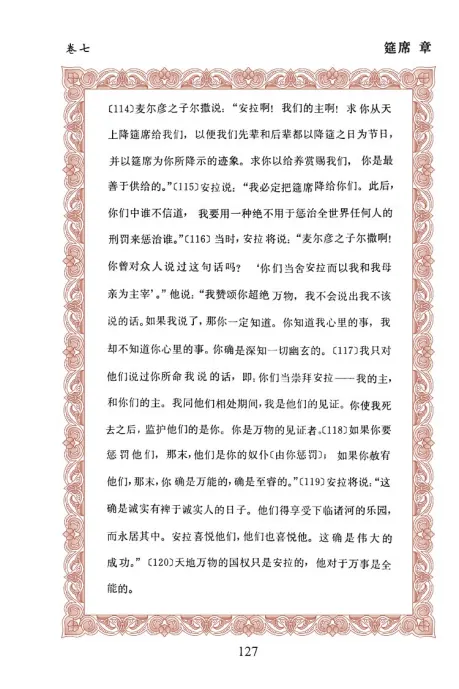 卷七
筵席 章
〔114〕麦尔彦之子尔撒说：“安拉啊！我们的主啊！求你从天
上降筵席给我们，以便我们先辈和后辈都以降筵之日为节日，
并以筵席为你所降示的迹象。求你以给养赏赐我们，你是最
善于供给的。”〔115〕安拉说：“我必定把筵席降给你们。此后，
你们中谁不信道，我要用一种绝不用于惩治全世界任何人的
刑罚来惩治谁。”〔116〕当时，安拉将说：“麦尔彦之子尔撒啊！
你曾对众人说过这句话吗？‘你们当舍安拉而以我和我母
亲为主宰’。”他说：“我赞颂你超绝万物，我不会说出我不该
说的话。如果我说了，那你一定知道。你知道我心里的事，我
却不知道你心里的事。你确是深知一切幽玄的。〔117〕我只对
他们说过你所命我说的话，即：你们当崇拜安拉——我的主，
和你们的主。我同他们相处期间，我是他们的见证。你使我死
去之后，监护他们的是你。你是万物的见证者。〔118〕如果你要
惩罚他们，那末，他们是你的奴仆〔由你惩罚〕；如果你赦宥
他们，那末，你确是万能的，确是至睿的。”〔119〕安拉将说：“这
确是诚实有裨于诚实人的日子。他们得享受下临诸河的乐园，
而永居其中。安拉喜悦他们，他们也喜悦他。这确是伟大的
成功。”〔120〕天地万物的国权只是安拉的，他对于万事是全
能的。
127